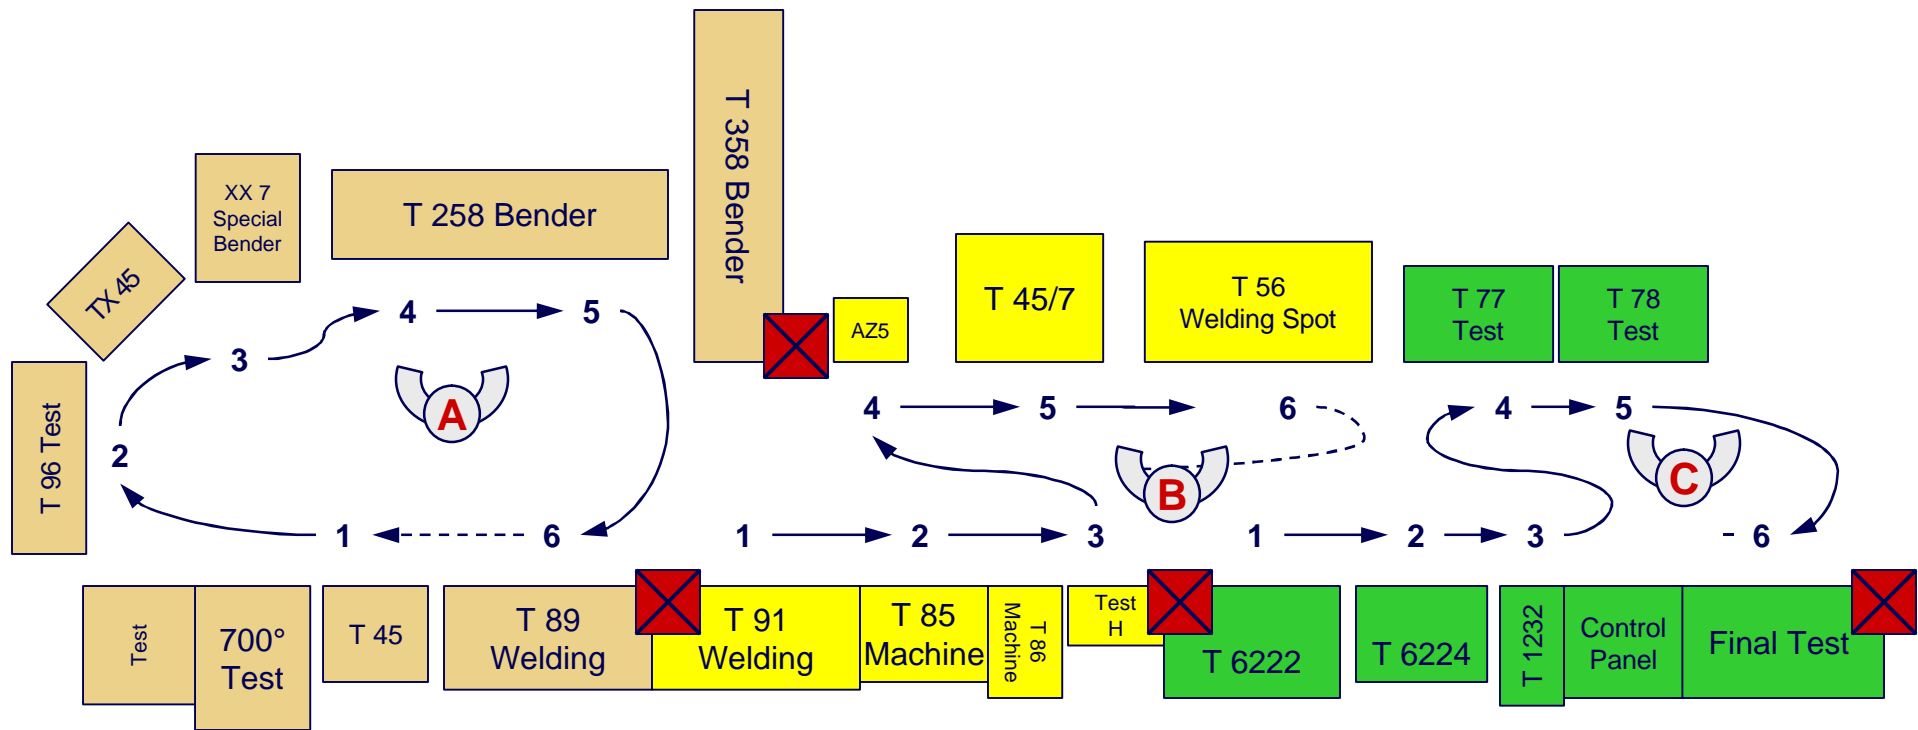 T 358 Bender
XX 7
Special
Bender
T 258 Bender
TX 45
T 45/7
T 56
Welding Spot
T 77
Test
T 78
Test
AZ5
4
5
3
A
T 96 Test
2
4
5
6
4
5
B
C
1
6
1
2
3
1
2
3
6
Test
700°
Test
T 45
T 89
Welding
T 91
Welding
T 85
Machine
T 86
Machine
Test
H
T 6222
T 6224
T 1232
Control
Panel
Final Test